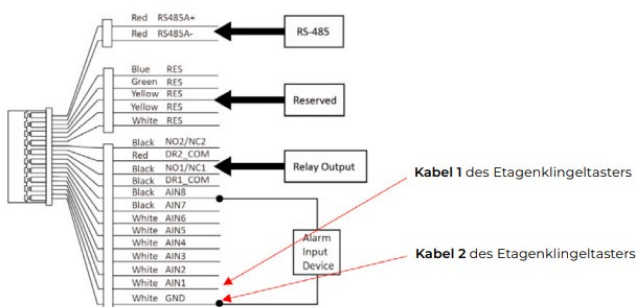 Red RS485A+
Red RS485A-
RS-485
Blue RES
Green RES
Yellow RES
Yellow RES
White RES
Reserved
Black NO2/NC2
Red DR2_COM
Black NO1/NC1
Black DR1_COM
Relay Output
Black AIN8
Black AIN7
White AIN6
White AIN5
White AIN4
White AIN3
White AIN2
White AIN1
White GND
Alarm
Input
Device
Kabel 1 des Etagenklingeltasters
Kabel 2 des Etagenklingeltasters